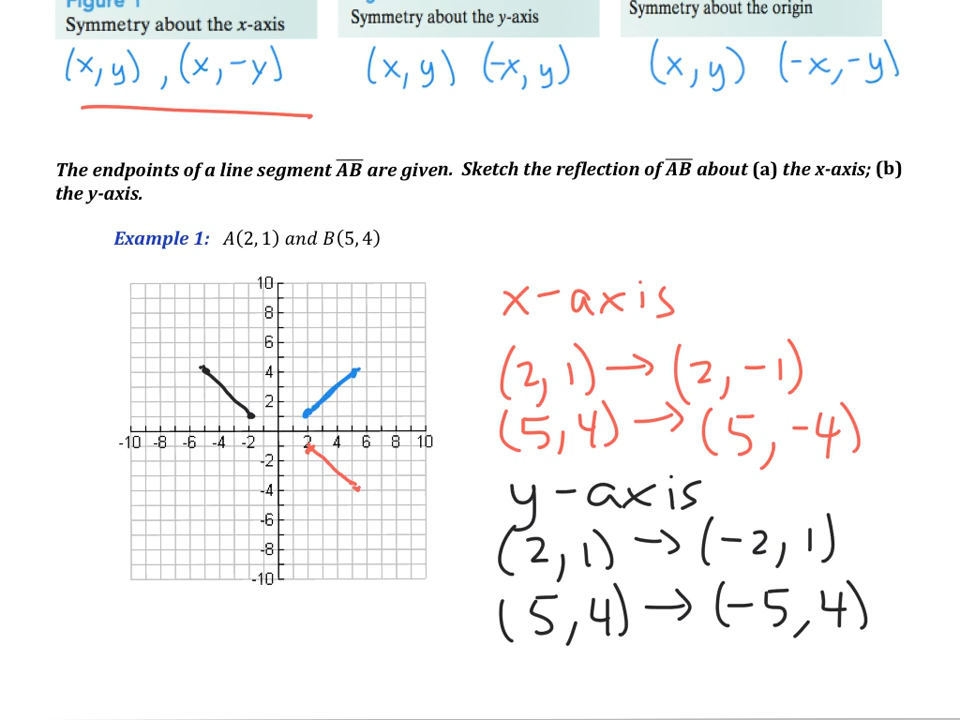 Figure 1
Symmetry about the x-axis
Symmetry about the y-axis
Symmetry about the origin
(x, y) , (x, -y)
(x, y) (-x, y)
(x, y) (-x, -y)
The endpoints of a line segment A̅B̅ are given. Sketch the reflection of A̅B̅ about (a) the x-axis; (b)
the y-axis.
Example 1: A(2, 1) and B(5, 4)
10
8
6
4
2
-10 -8 -6 -4 -2 2 4 6 8 10
-2
-4
-6
-8
-10
x-axis
(2, 1) → (2, -1)
(5, 4) → (5, -4)
y-axis
(2, 1) → (-2, 1)
(5, 4) → (-5, 4)